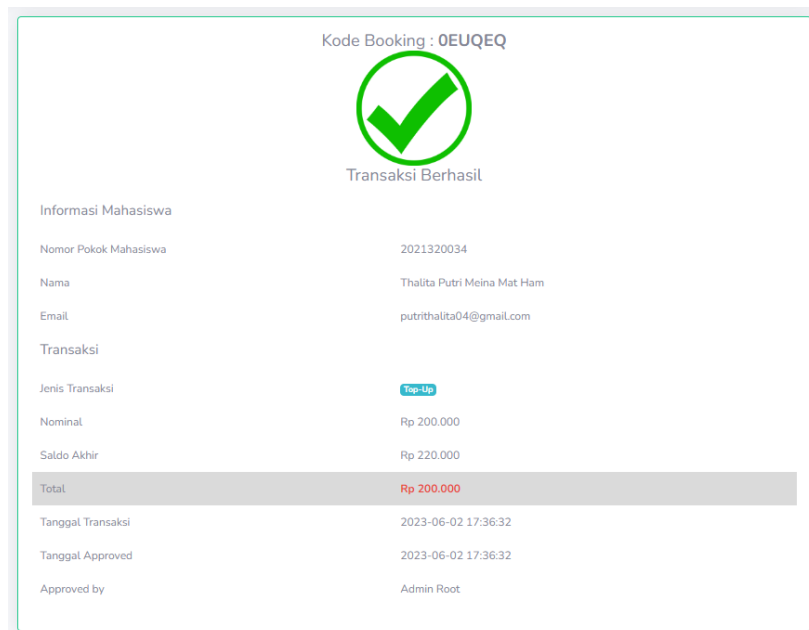 Kode Booking : 0EUQEQ
Transaksi Berhasil
Informasi Mahasiswa
Nomor Pokok Mahasiswa 2021320034
Nama Thalita Putri Meina Mat Ham
Email putrithalita04@gmail.com
Transaksi
Jenis Transaksi Top-Up
Nominal Rp 200.000
Saldo Akhir Rp 220.000
Total Rp 200.000
Tanggal Transaksi 2023-06-02 17:36:32
Tanggal Approved 2023-06-02 17:36:32
Approved by Admin Root